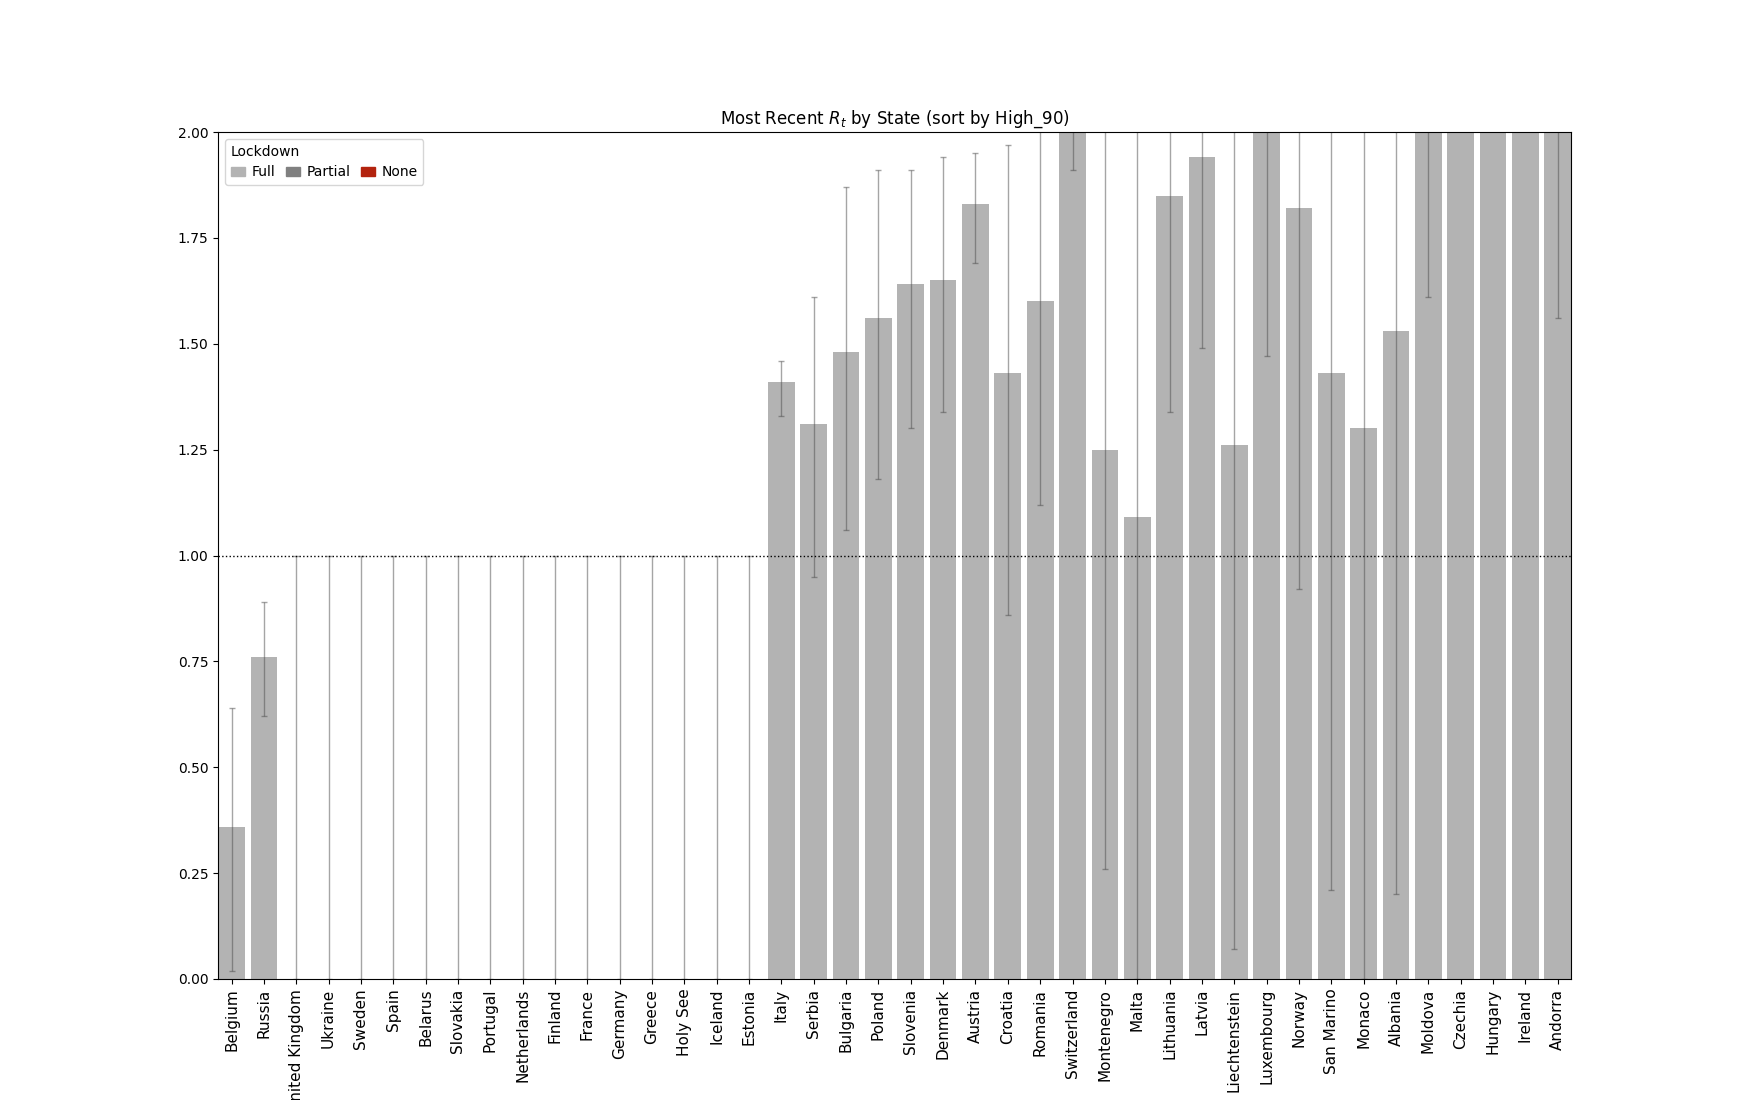 Most Recent R_t by State (sort by High_90)
Lockdown
Full Partial None
2.00
1.75
1.50
1.25
1.00
0.75
0.50
0.25
0.00
Belgium
Russia
nited Kingdom
Ukraine
Sweden
Spain
Belarus
Slovakia
Portugal
Netherlands
Finland
France
Germany
Greece
Holy See
Iceland
Estonia
Italy
Serbia
Bulgaria
Poland
Slovenia
Denmark
Austria
Croatia
Romania
Switzerland
Montenegro
Malta
Lithuania
Latvia
Liechtenstein
Luxembourg
Norway
San Marino
Monaco
Albania
Moldova
Czechia
Hungary
Ireland
Andorra